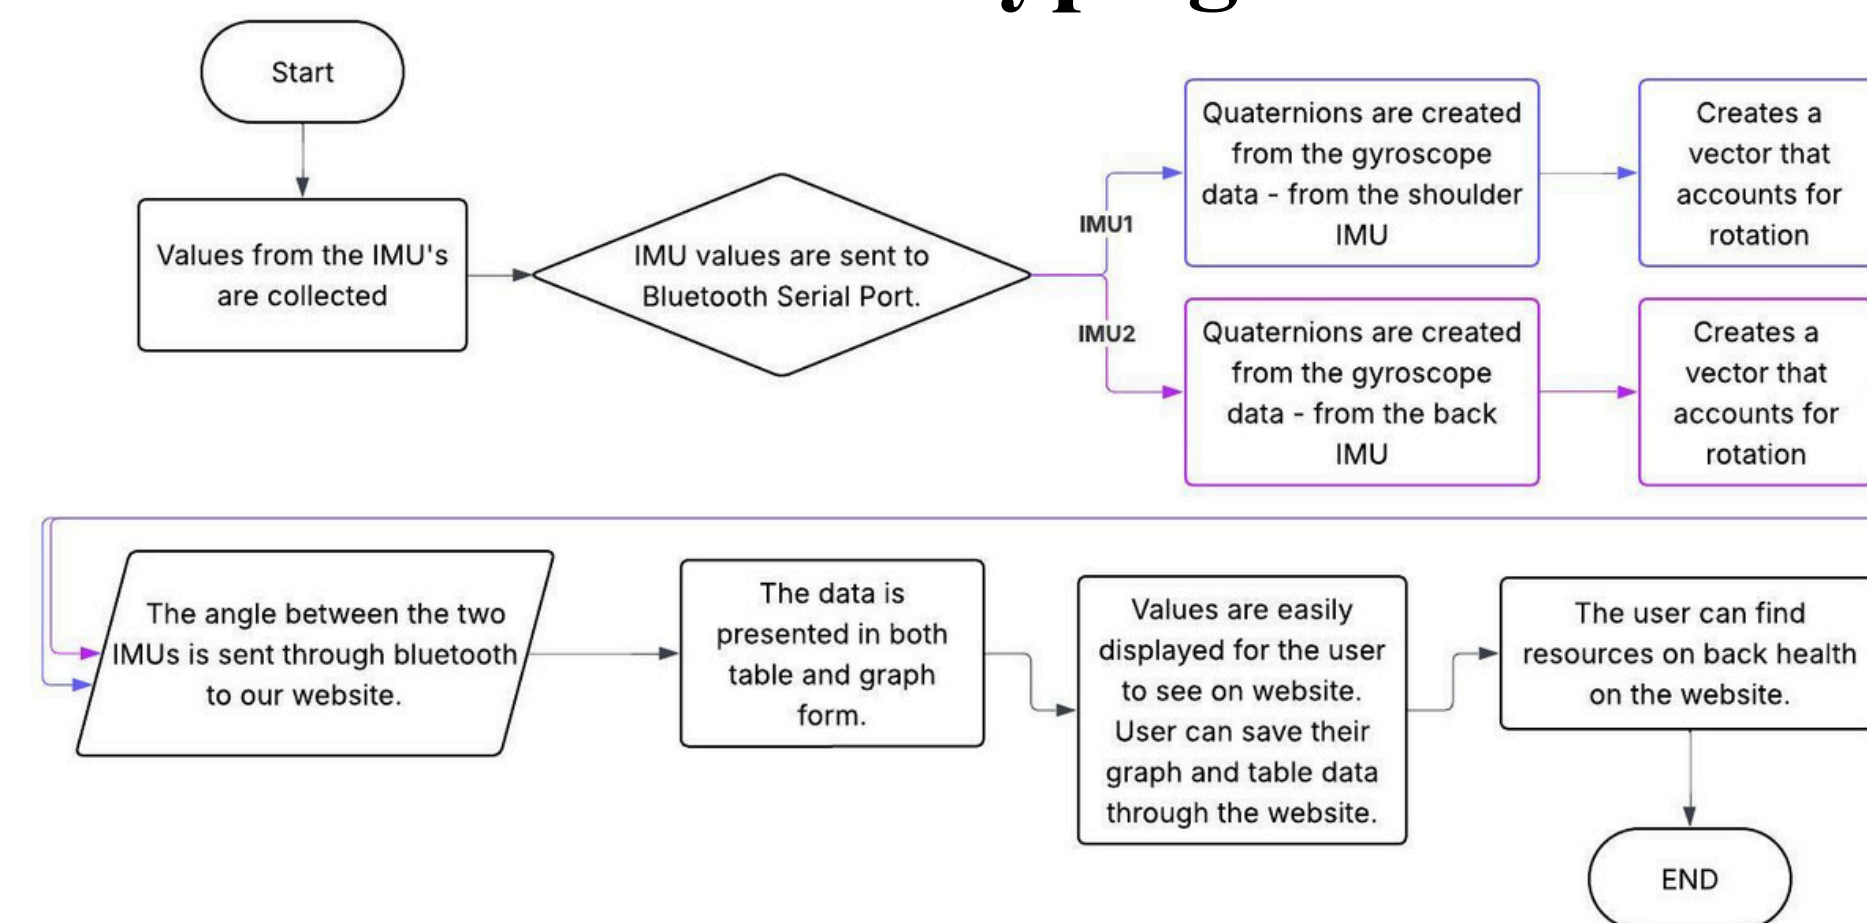 Start
Values from the IMU's
are collected
IMU values are sent to
Bluetooth Serial Port.
IMU1
Quaternions are created
from the gyroscope
data - from the shoulder
IMU
Creates a
vector that
accounts for
rotation
IMU2
Quaternions are created
from the gyroscope
data - from the back
IMU
Creates a
vector that
accounts for
rotation
The angle between the two
IMUs is sent through bluetooth
to our website.
The data is
presented in both
table and graph
form.
Values are easily
displayed for the user
to see on website.
User can save their
graph and table data
through the website.
The user can find
resources on back health
on the website.
END